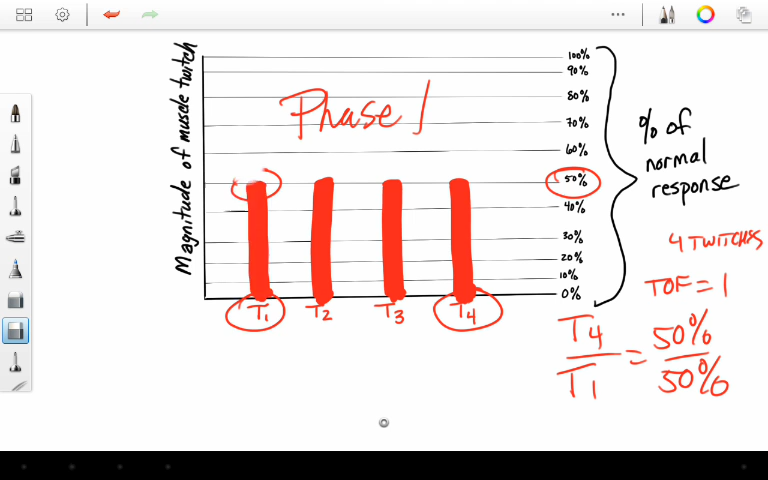 Magnitude of muscle twitch
Phase 1
100%
90%
80%
70%
60%
50%
40%
30%
20%
10%
0%
T1 T2 T3 T4
% of
normal
response
4 TWITCHES
TOF = 1
T4/T1 = 50%/50%